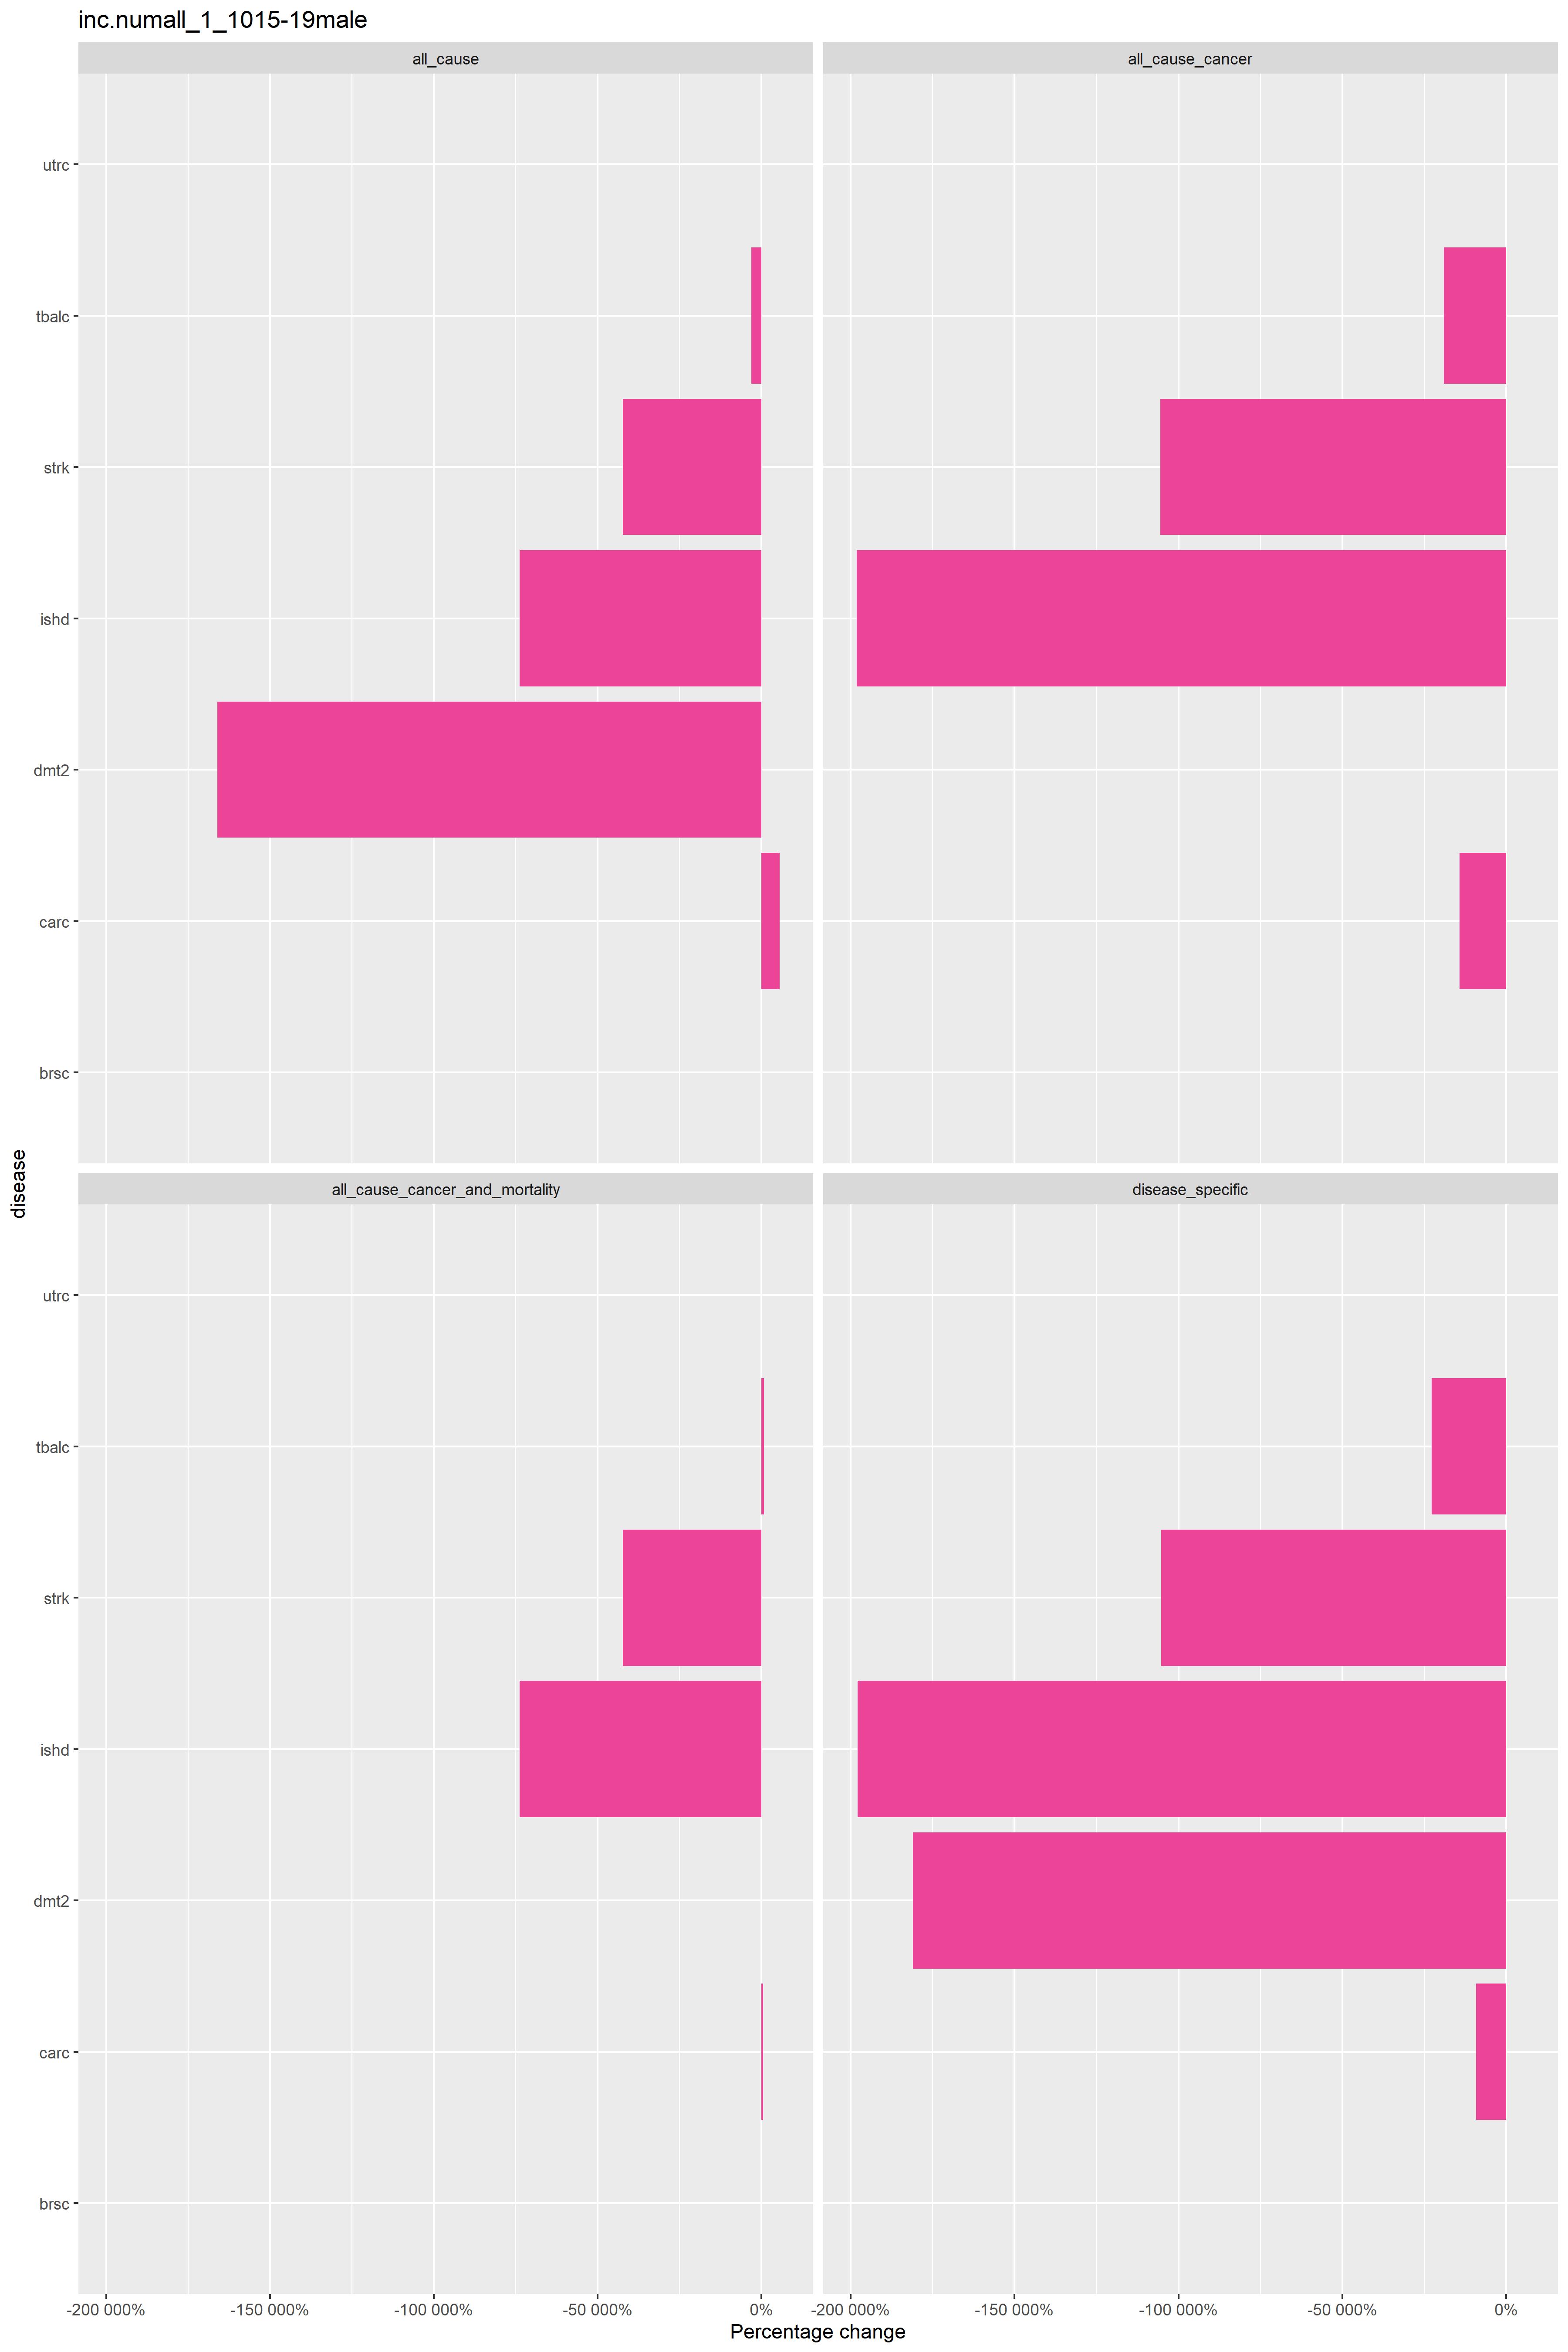 inc.numall_1_1015-19male
all_cause
all_cause_cancer
utrc
tbalc
strk
ishd
dmt2
carc
brsc
disease
all_cause_cancer_and_mortality
disease_specific
utrc
tbalc
strk
ishd
dmt2
carc
brsc
-200 000% -150 000% -100 000% -50 000% 0% -200 000% -150 000% -100 000% -50 000% 0%
Percentage change